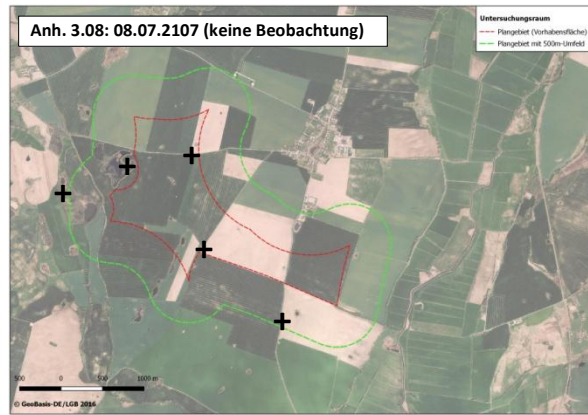 Anh. 3.08: 08.07.2107 (keine Beobachtung)
Untersuchungsraum
Plangebiet (Vorhabensfläche)
Plangebiet mit 500m-Umfeld
500 0 500 1000 m
© GeoBasis-DE/LGB 2016